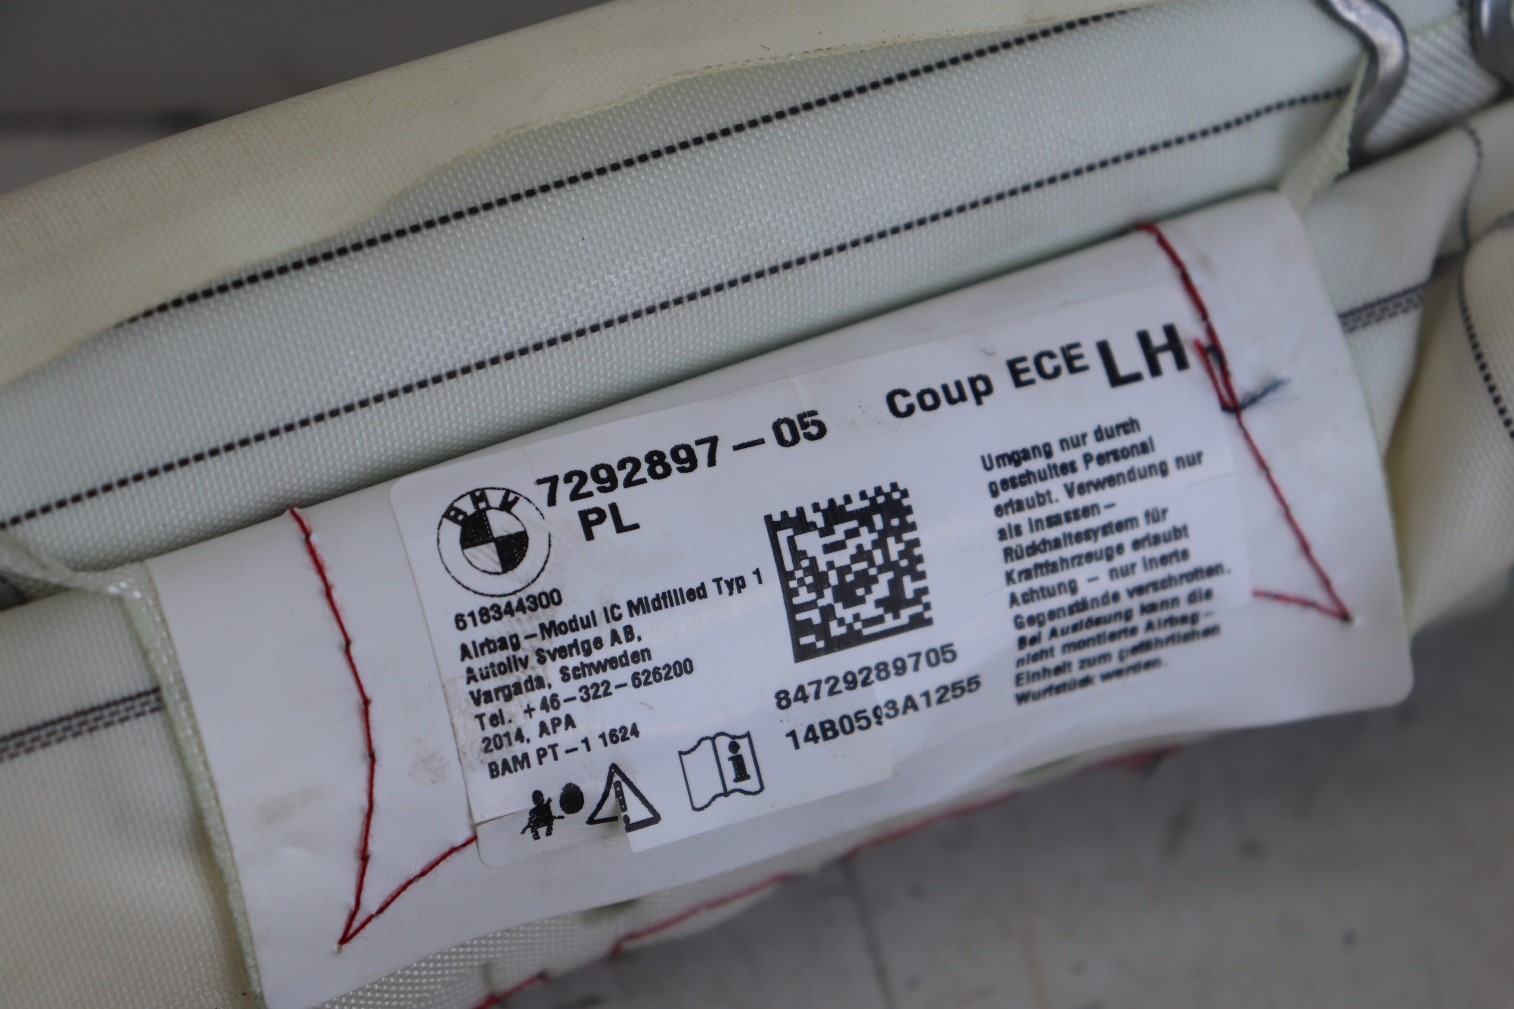 7292897-05 Coup ECE LH
PL
BMW
618344300
Airbag-Modul IC Midfilled Typ 1
Autoliv Sverige AB,
Vargada, Schweden
Tel. +46-322-626200
2014, APA
BAM PT-1 1624
84729289705
14B0593A1255
Umgang nur durch
geschultes Personal
erlaubt. Verwendung nur
als Insassen-
Rückhaltesystem für
Kraftfahrzeuge erlaubt
Achtung - nur inerte
Gegenstände verschrotten.
Bei Auslösung kann die
nicht montierte Airbag-
Einheit zum gefährlichen
Wurfstück werden.